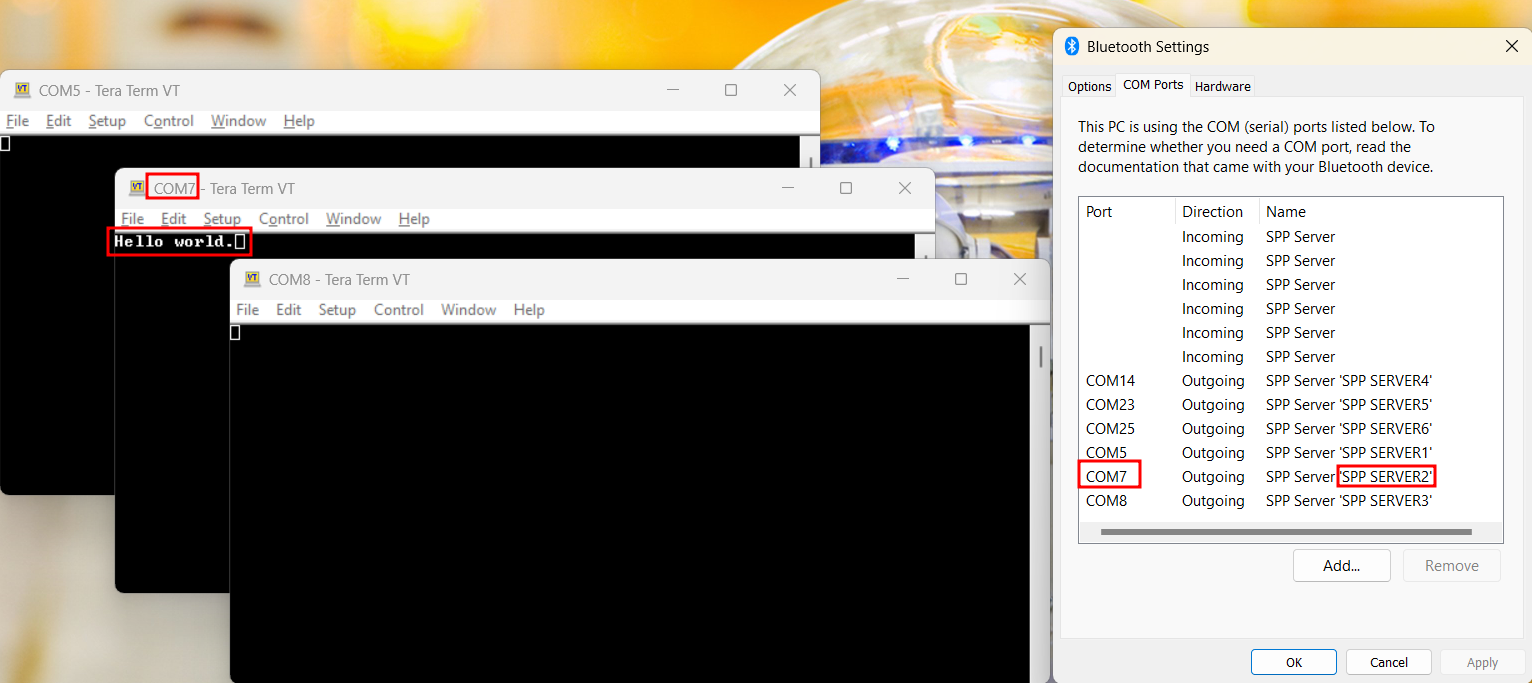 COM5 - Tera Term VT
File Edit Setup Control Window Help
COM7 - Tera Term VT
File Edit Setup Control Window Help
Hello world.
COM8 - Tera Term VT
File Edit Setup Control Window Help
Bluetooth Settings
Options COM Ports Hardware
This PC is using the COM (serial) ports listed below. To
determine whether you need a COM port, read the
documentation that came with your Bluetooth device.
Port Direction Name
Incoming SPP Server
Incoming SPP Server
Incoming SPP Server
Incoming SPP Server
Incoming SPP Server
Incoming SPP Server
COM14 Outgoing SPP Server 'SPP SERVER4'
COM23 Outgoing SPP Server 'SPP SERVER5'
COM25 Outgoing SPP Server 'SPP SERVER6'
COM5 Outgoing SPP Server 'SPP SERVER1'
COM7 Outgoing SPP Server 'SPP SERVER2'
COM8 Outgoing SPP Server 'SPP SERVER3'
Add... Remove
OK Cancel Apply